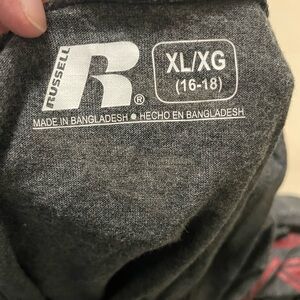 RUSSELL
R®
XL/XG
(16-18)
MADE IN BANGLADESH ● HECHO EN BANGLADESH